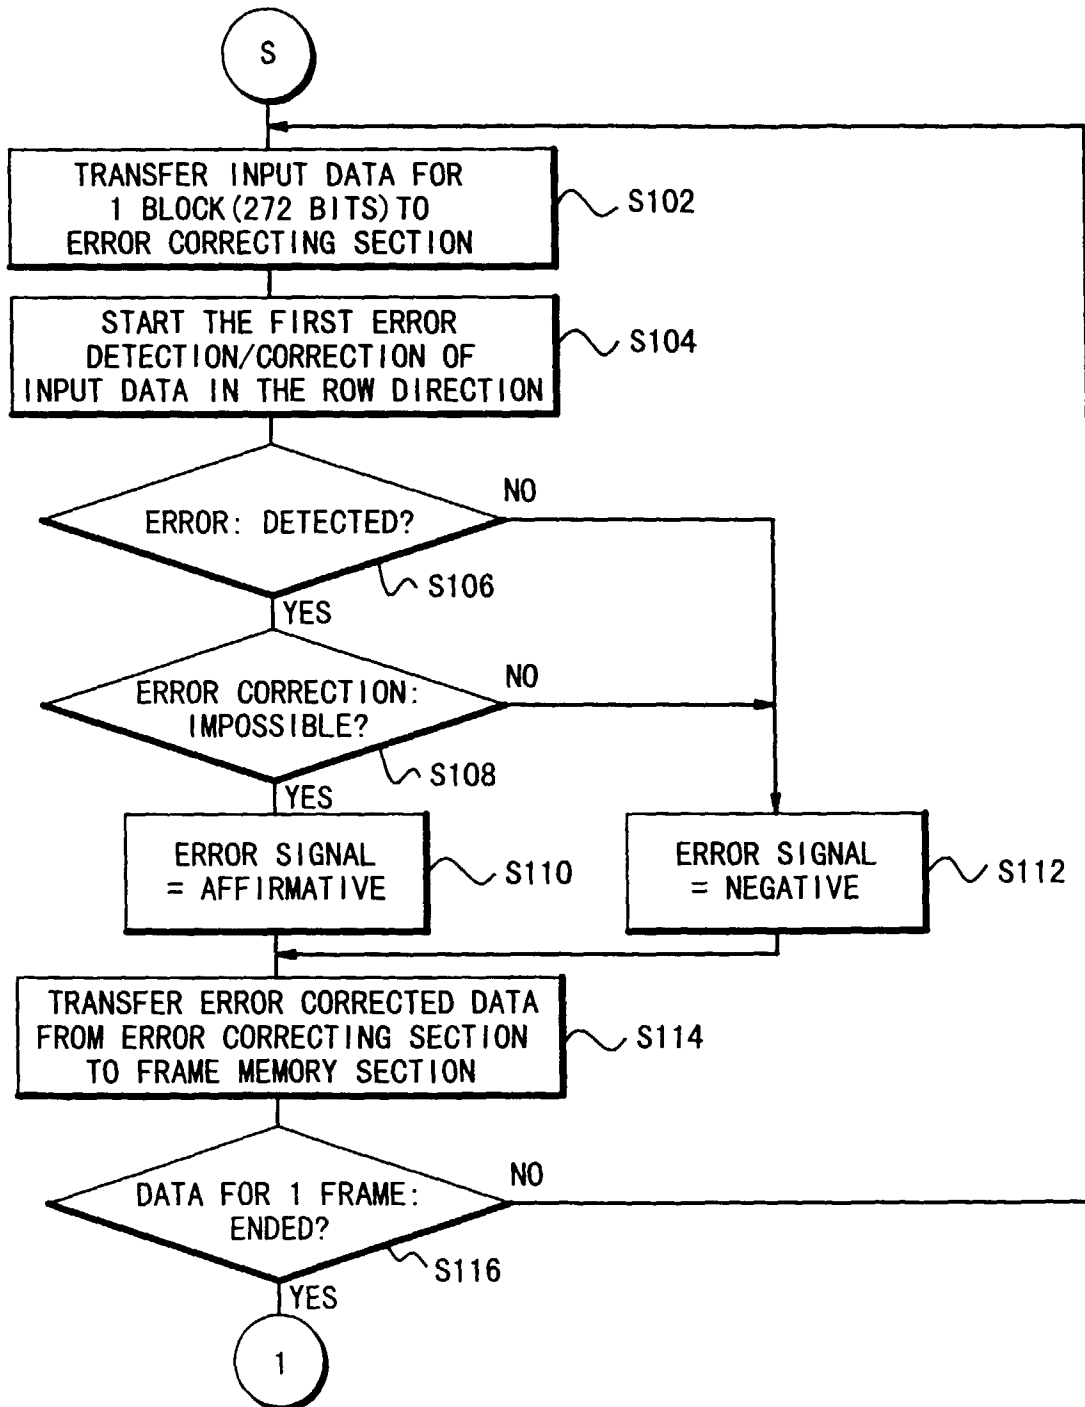 S
TRANSFER INPUT DATA FOR
1 BLOCK(272 BITS)TO
ERROR CORRECTING SECTION
S102
START THE FIRST ERROR
DETECTION/CORRECTION OF
INPUT DATA IN THE ROW DIRECTION
S104
ERROR: DETECTED?
NO
S106
YES
ERROR CORRECTION:
IMPOSSIBLE?
NO
S108
YES
ERROR SIGNAL
= AFFIRMATIVE
S110
ERROR SIGNAL
= NEGATIVE
S112
TRANSFER ERROR CORRECTED DATA
FROM ERROR CORRECTING SECTION
TO FRAME MEMORY SECTION
S114
DATA FOR 1 FRAME:
ENDED?
NO
S116
YES
1